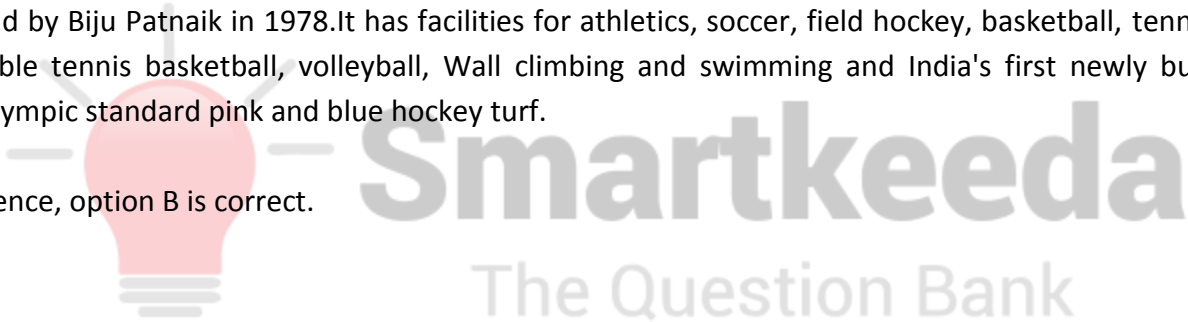 d by Biju Patnaik in 1978.It has facilities for athletics, soccer, field hockey, basketball, tenn
ble tennis basketball, volleyball, Wall climbing and swimming and India's first newly bu
ympic standard pink and blue hockey turf.
ence, option B is correct.
Smartkeeda
The Question Bank